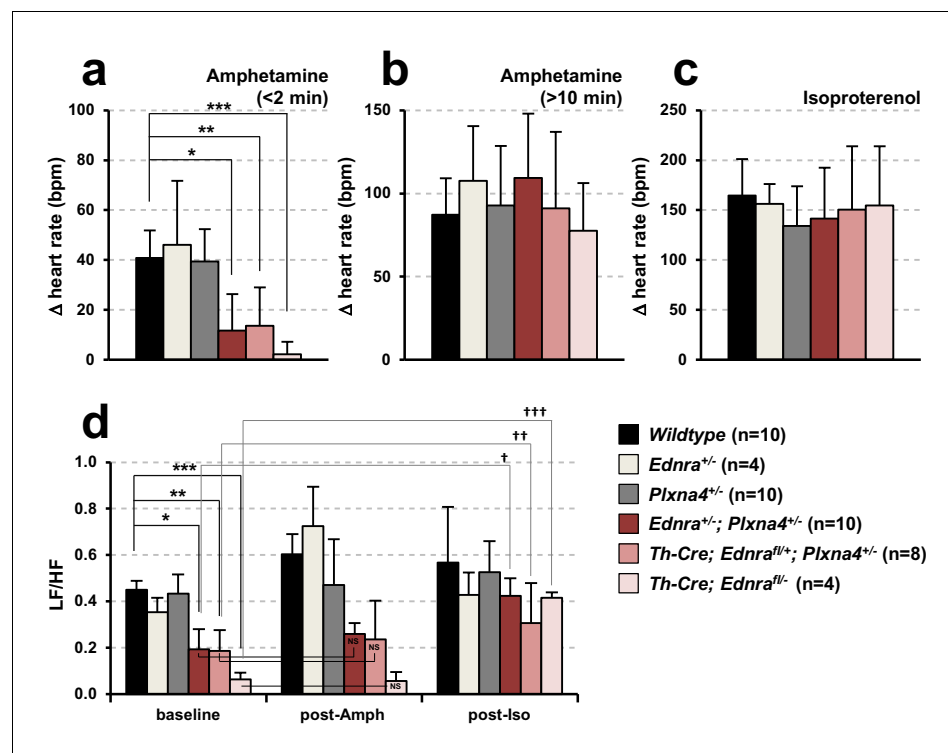 a
Amphetamine
(<2 min)
Δ heart rate (bpm)
100
80
60
40
20
0
***
**
*
b
Amphetamine
(>10 min)
Δ heart rate (bpm)
150
100
50
0
c
Isoproterenol
Δ heart rate (bpm)
250
200
150
100
50
0
d
LF/HF
1.0
0.8
0.6
0.4
0.2
0.0
***
**
*
†††
††
†
NS
NS
NS
baseline
post-Amph
post-Iso
Wildtype (n=10)
Ednra+/- (n=4)
Plxna4+/- (n=10)
Ednra+/-; Plxna4+/- (n=10)
Th-Cre; Ednrafl/+; Plxna4+/- (n=8)
Th-Cre; Ednrafl/- (n=4)